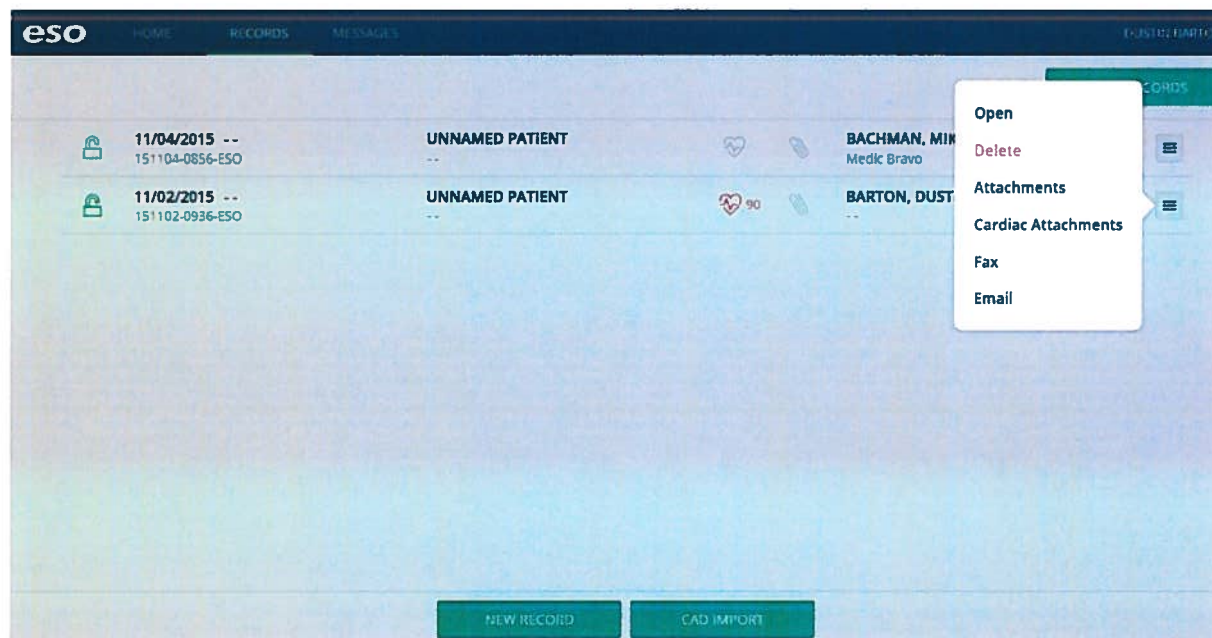 eso HOME RECORDS MESSAGES DUSTIN BARTO
CORDS
11/04/2015 -- UNNAMED PATIENT BACHMAN, MIK
151104-0856-ESO -- Medic Bravo
11/02/2015 -- UNNAMED PATIENT 90 BARTON, DUST
151102-0936-ESO -- --
Open
Delete
Attachments
Cardiac Attachments
Fax
Email
NEW RECORD CAD IMPORT